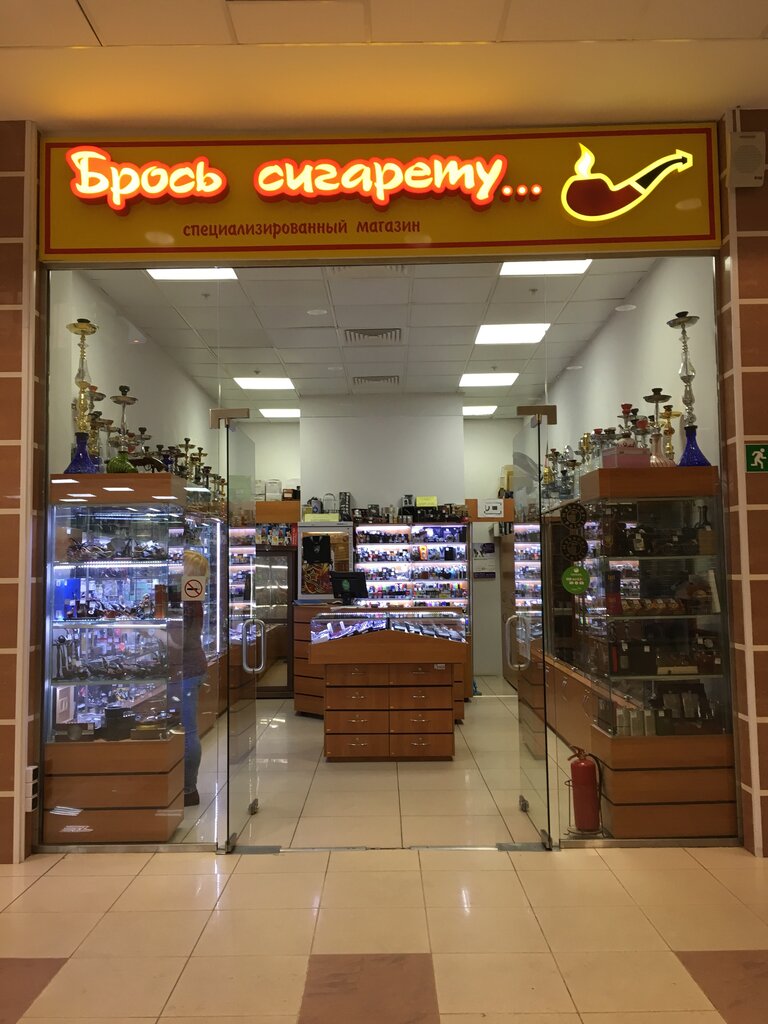 Брось сигарету...
специализированный магазин